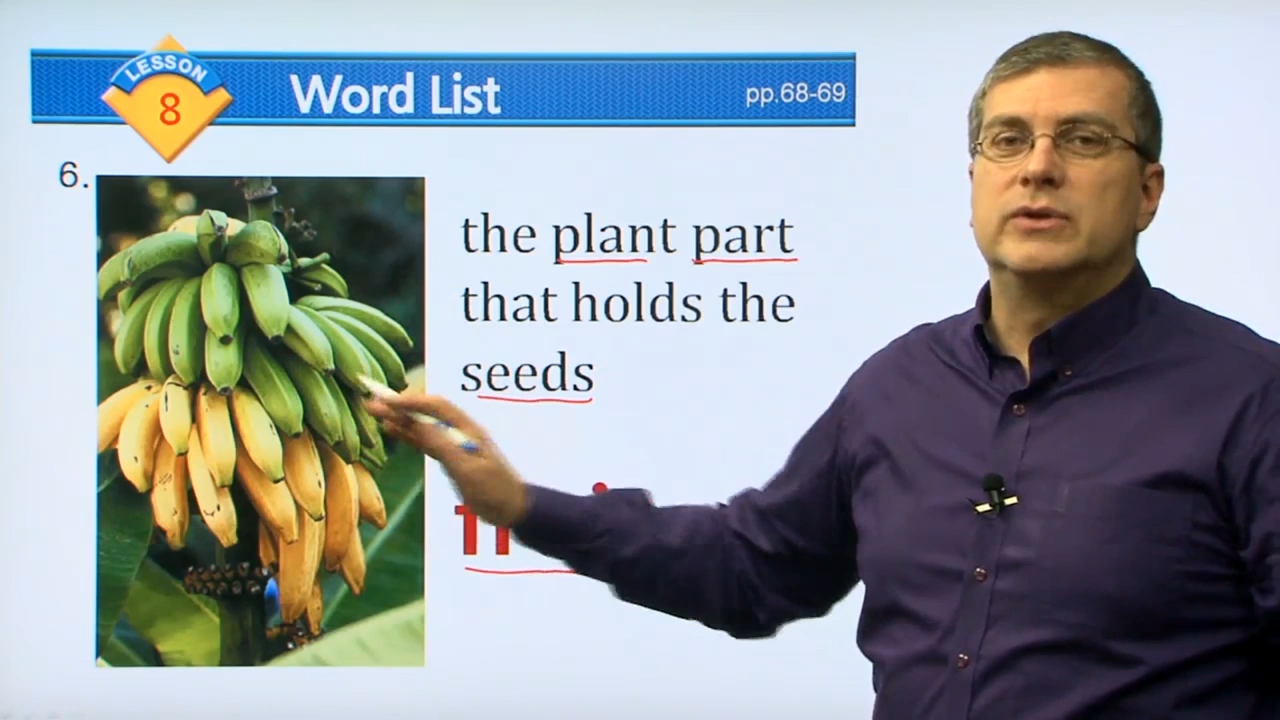 LESSON
8
Word List
pp.68-69
6.
the plant part
that holds the
seeds